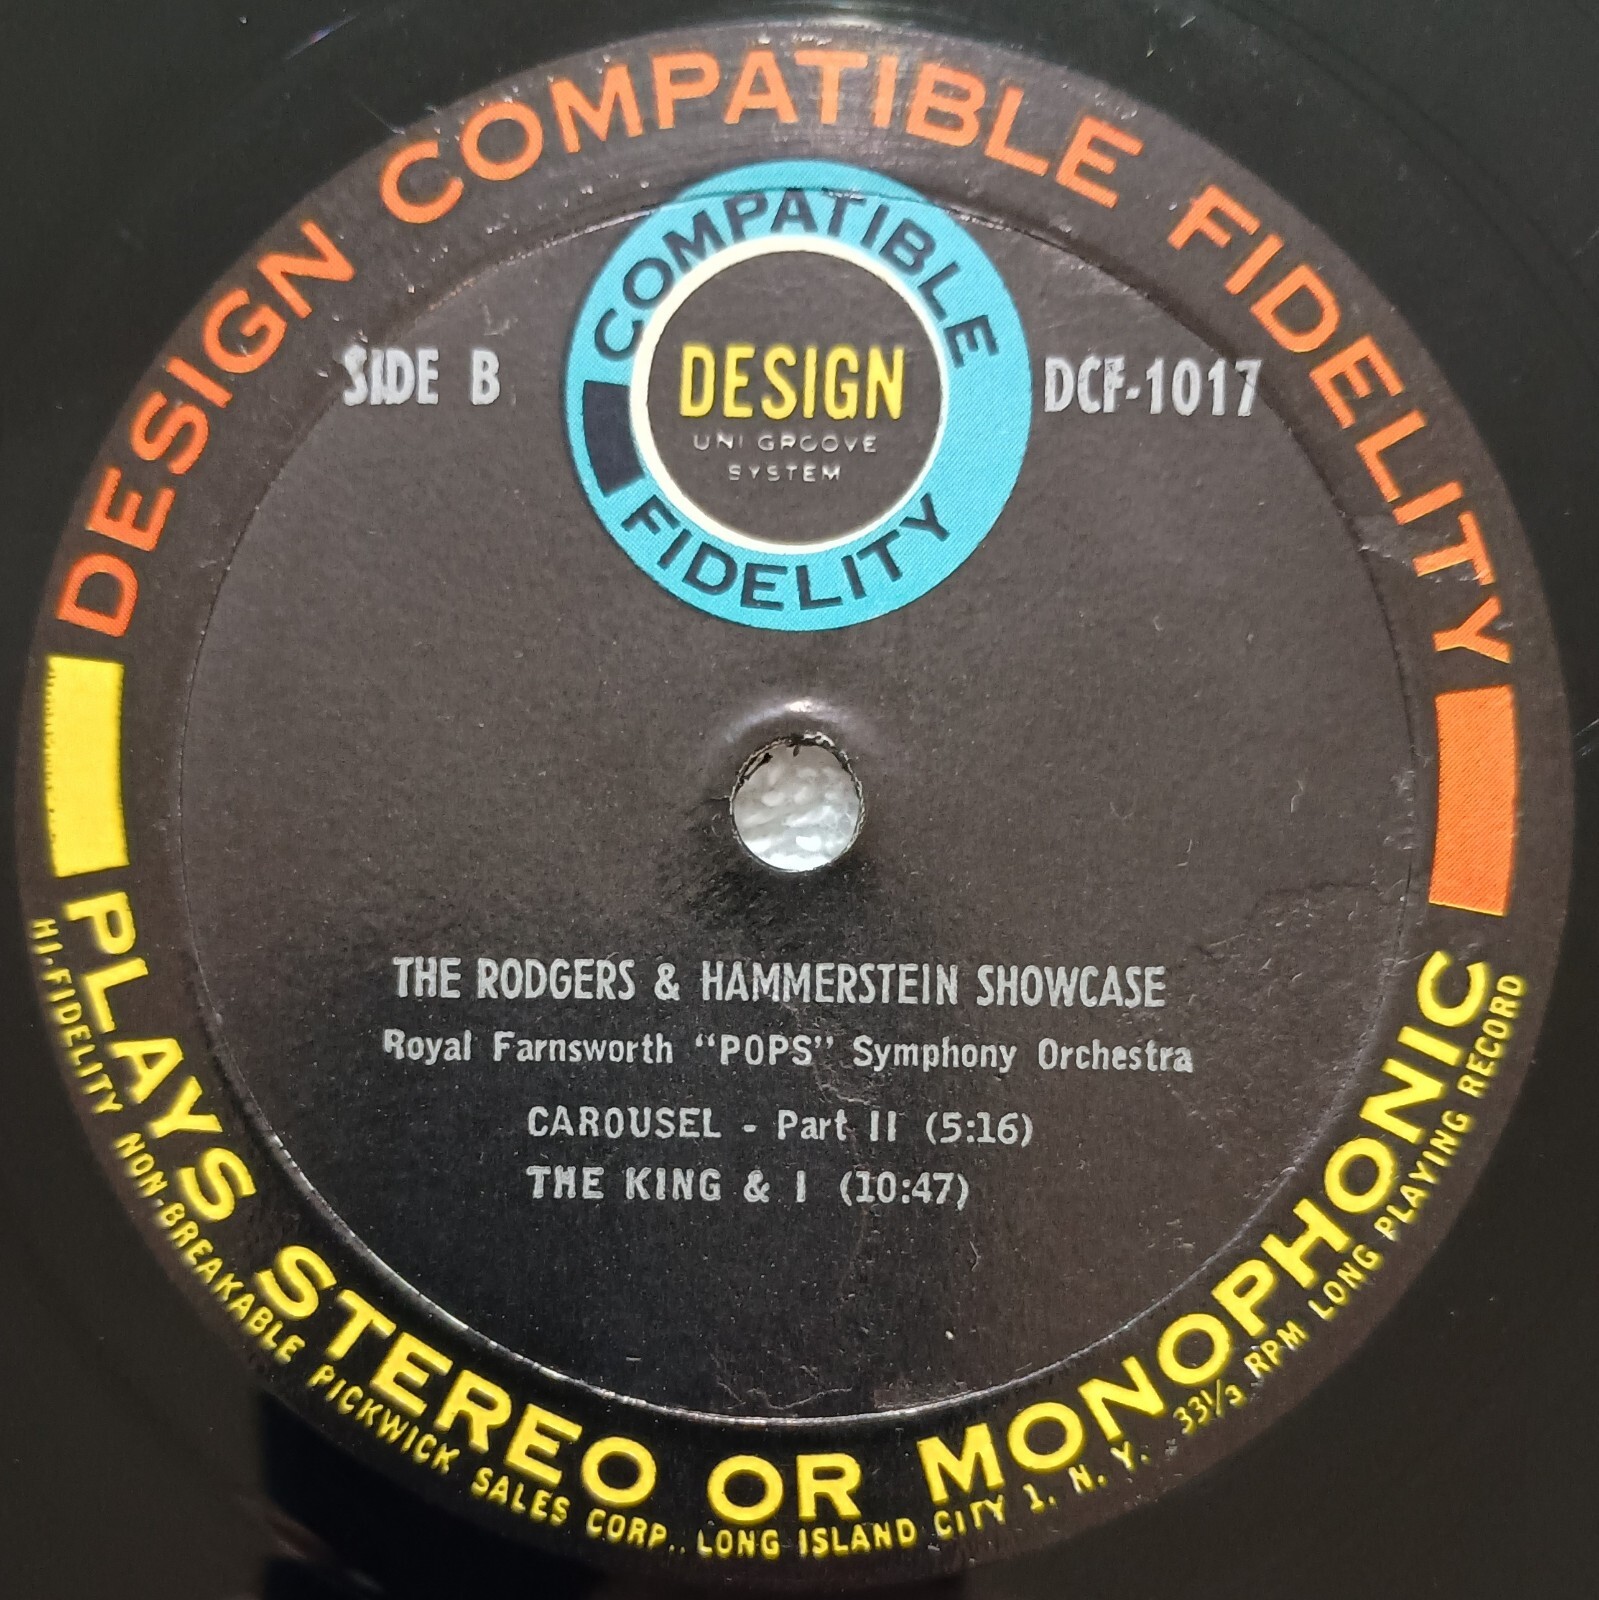 DESIGN COMPATIBLE FIDELITY
COMPATIBLE
SIDE B
DESIGN
DCF-1017
UNI GROOVE
SYSTEM
FIDELITY
THE RODGERS & HAMMERSTEIN SHOWCASE
Royal Farnsworth "POPS" Symphony Orchestra
CAROUSEL - Part II (5:16)
THE KING & I (10:47)
PLAYS STEREO OR MONOPHONIC
HI-FIDELITY NON-BREAKABLE PICKWICK SALES CORP., LONG ISLAND CITY 1, N. Y. 33⅓ RPM LONG PLAYING RECORD